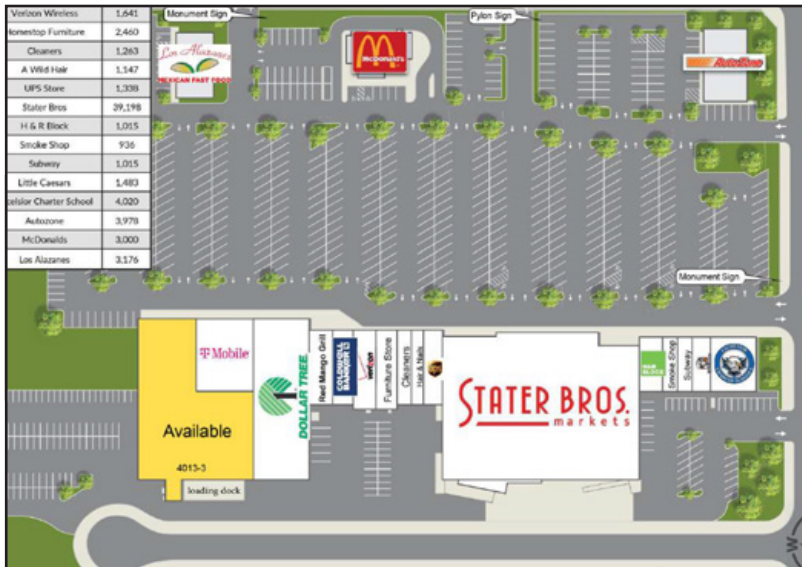 Verizon Wireless 1,641
Homestop Furniture 2,460
Cleaners 1,263
A Wild Hair 1,147
UPS Store 1,338
Stater Bros 39,198
H & R Block 1,015
Smoke Shop 936
Subway 1,015
Little Caesars 1,483
celsior Charter School 4,020
Autozone 3,978
McDonalds 3,000
Los Alazanes 3,176
Monument Sign
Pylon Sign
Los Alazanes
MEXICAN FAST FOOD
McDONALD'S
AutoZone
Monument Sign
T Mobile
DOLLAR TREE
Red Mango Grill
COLDWELL BANKER
verizon
Furniture Store
Cleaners
Hair & Nails
STATER BROS.
markets
H&R BLOCK
Smoke Shop
Subway
Available
4013-3
loading dock
W